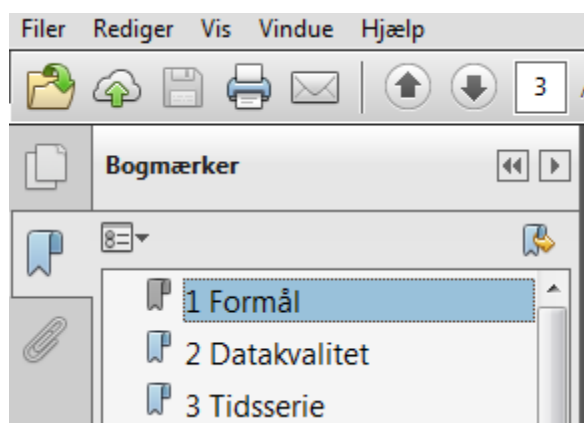 Filer Rediger Vis Vindue Hjælp
3
Bogmærker
1 Formål
2 Datakvalitet
3 Tidsserie